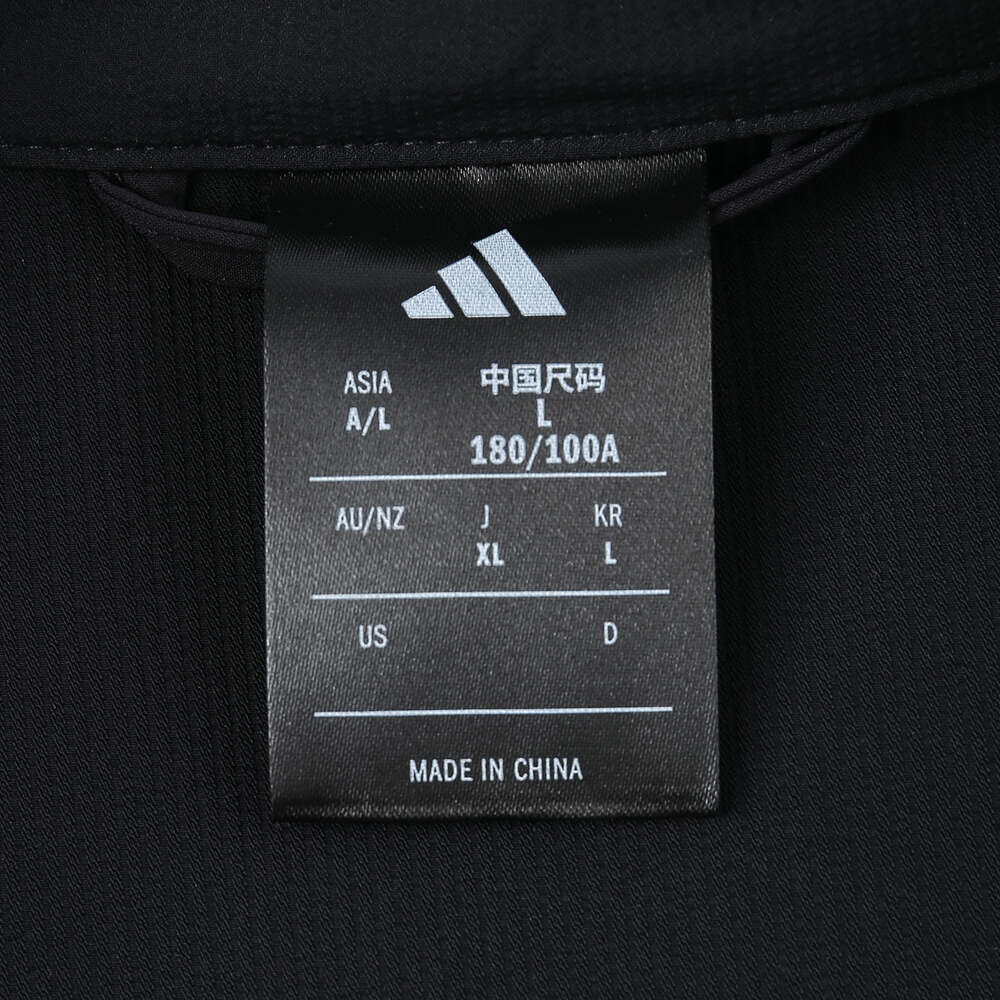 ASIA 中国尺码
A/L L
180/100A
AU/NZ J KR
XL L
US D
MADE IN CHINA